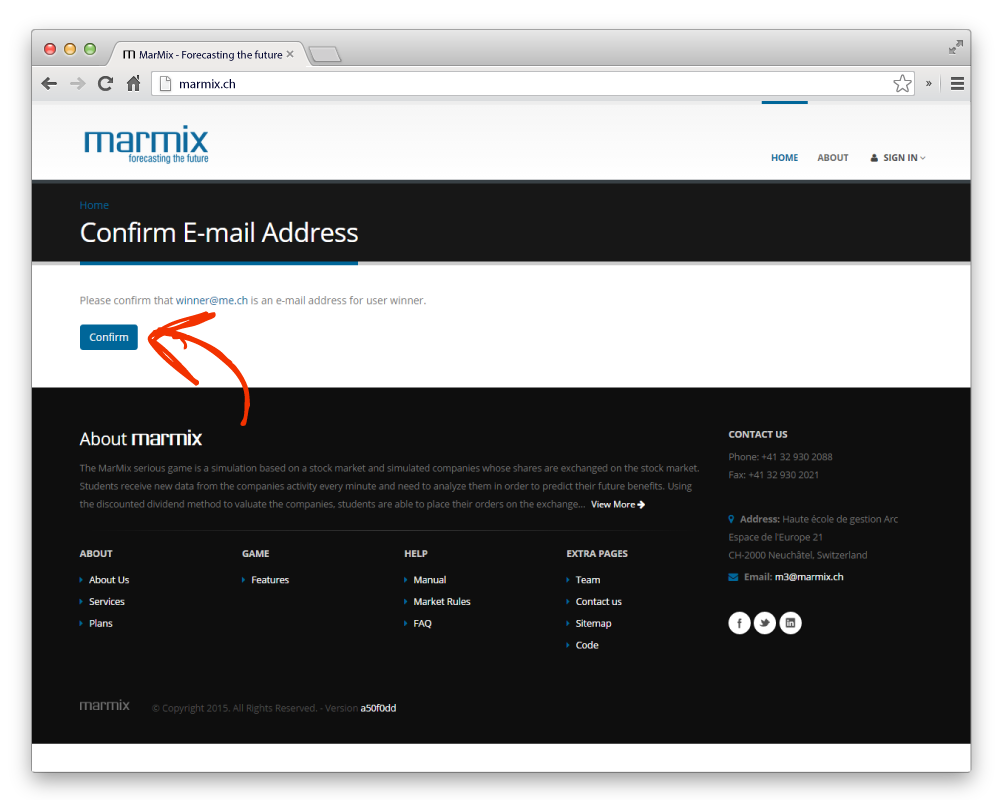 MarMix - Forecasting the future
marmix.ch
marmix
forecasting the future
HOME ABOUT SIGN IN
Home
Confirm E-mail Address
Please confirm that winner@me.ch is an e-mail address for user winner.
Confirm
About marmix
The MarMix serious game is a simulation based on a stock market and simulated companies whose shares are exchanged on the stock market.
Students receive new data from the companies activity every minute and need to analyze them in order to predict their future benefits. Using
the discounted dividend method to valuate the companies, students are able to place their orders on the exchange... View More
ABOUT
About Us
Services
Plans
GAME
Features
HELP
Manual
Market Rules
FAQ
EXTRA PAGES
Team
Contact us
Sitemap
Code
CONTACT US
Phone: +41 32 930 2088
Fax: +41 32 930 2021
Address: Haute école de gestion Arc
Espace de l'Europe 21
CH-2000 Neuchâtel, Switzerland
Email: m3@marmix.ch
marmix © Copyright 2015. All Rights Reserved. - Version a50f0dd